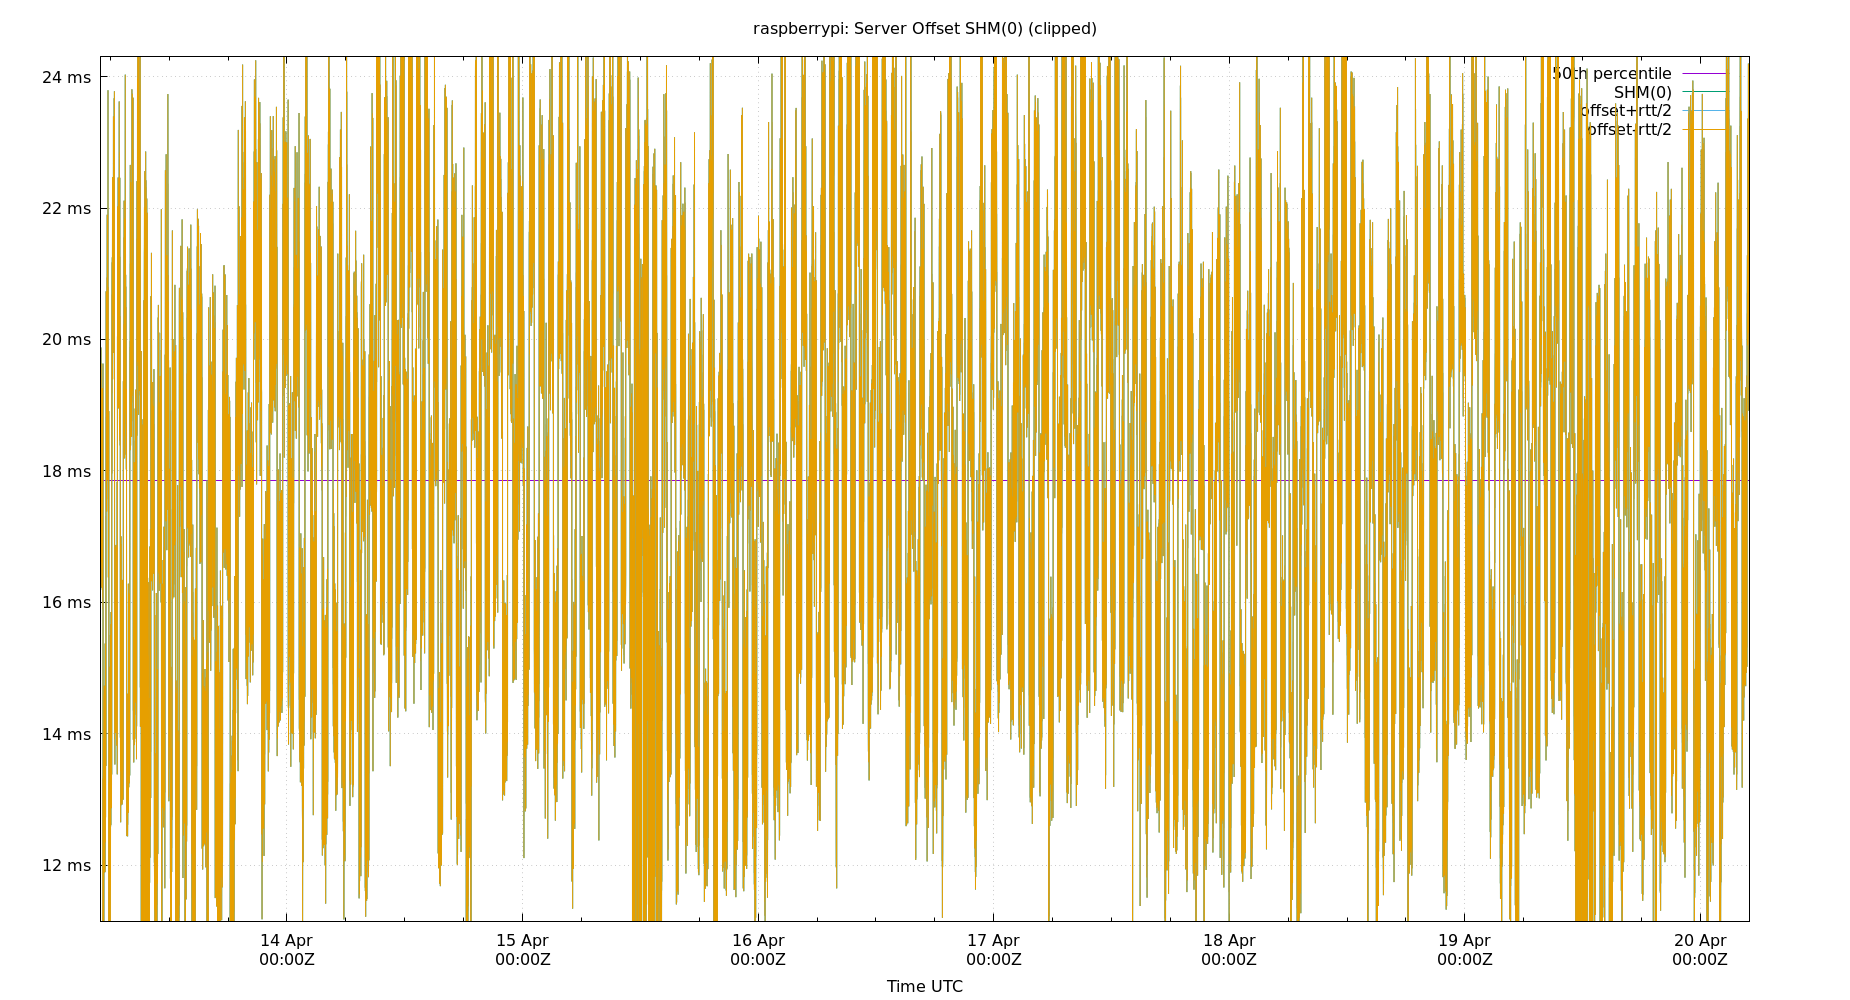 raspberrypi: Server Offset SHM(0) (clipped)
24 ms
22 ms
20 ms
18 ms
16 ms
14 ms
12 ms
50th percentile
SHM(0)
offset+rtt/2
offset-rtt/2
14 Apr
00:00Z
15 Apr
00:00Z
16 Apr
00:00Z
17 Apr
00:00Z
18 Apr
00:00Z
19 Apr
00:00Z
20 Apr
00:00Z
Time UTC